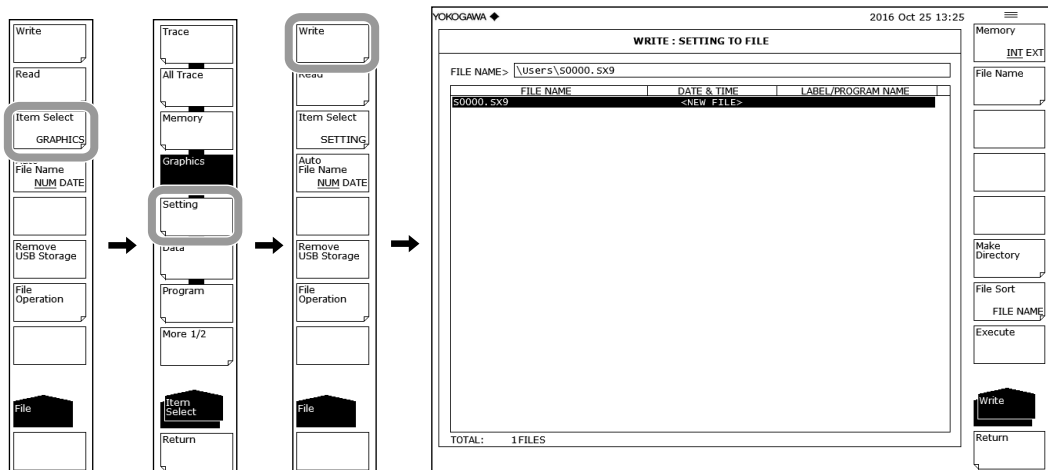 Write
Read
Item Select
GRAPHICS
Auto
File Name
NUM DATE
Remove
USB Storage
File
Operation
File
Trace
All Trace
Memory
Graphics
Setting
Data
Program
More 1/2
Item
Select
Return
Write
Read
Item Select
SETTING
Auto
File Name
NUM DATE
Remove
USB Storage
File
Operation
File
YOKOGAWA
2016 Oct 25 13:25
WRITE : SETTING TO FILE
FILE NAME> \Users\S0000.SX9
FILE NAME DATE & TIME LABEL/PROGRAM NAME
S0000.SX9 <NEW FILE>
TOTAL: 1FILES
Memory
INT EXT
File Name
Make
Directory
File Sort
FILE NAME
Execute
Write
Return